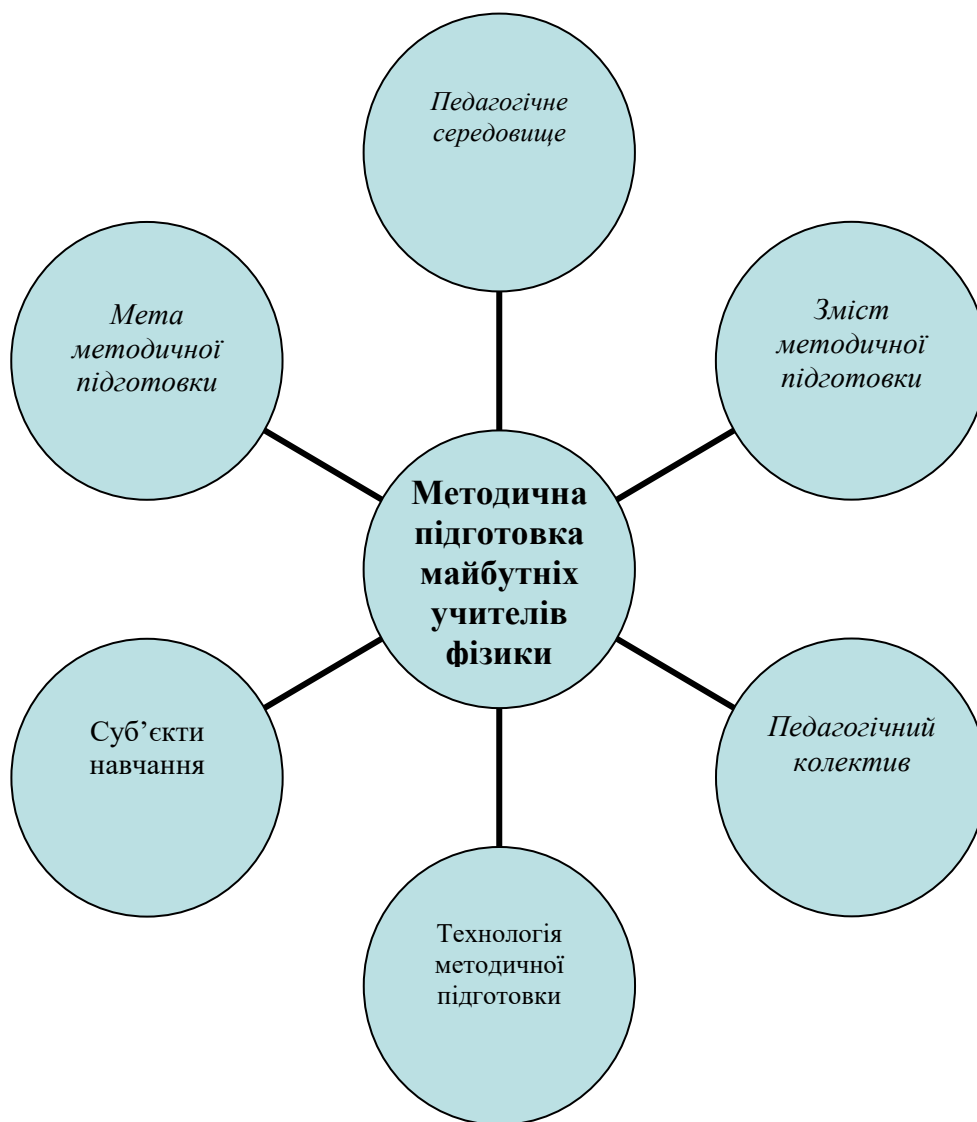 Педагогічне
середовище
Мета
методичної
підготовки
Зміст
методичної
підготовки
Методична
підготовка
майбутніх
учителів
фізики
Суб’єкти
навчання
Педагогічний
колектив
Технологія
методичної
підготовки